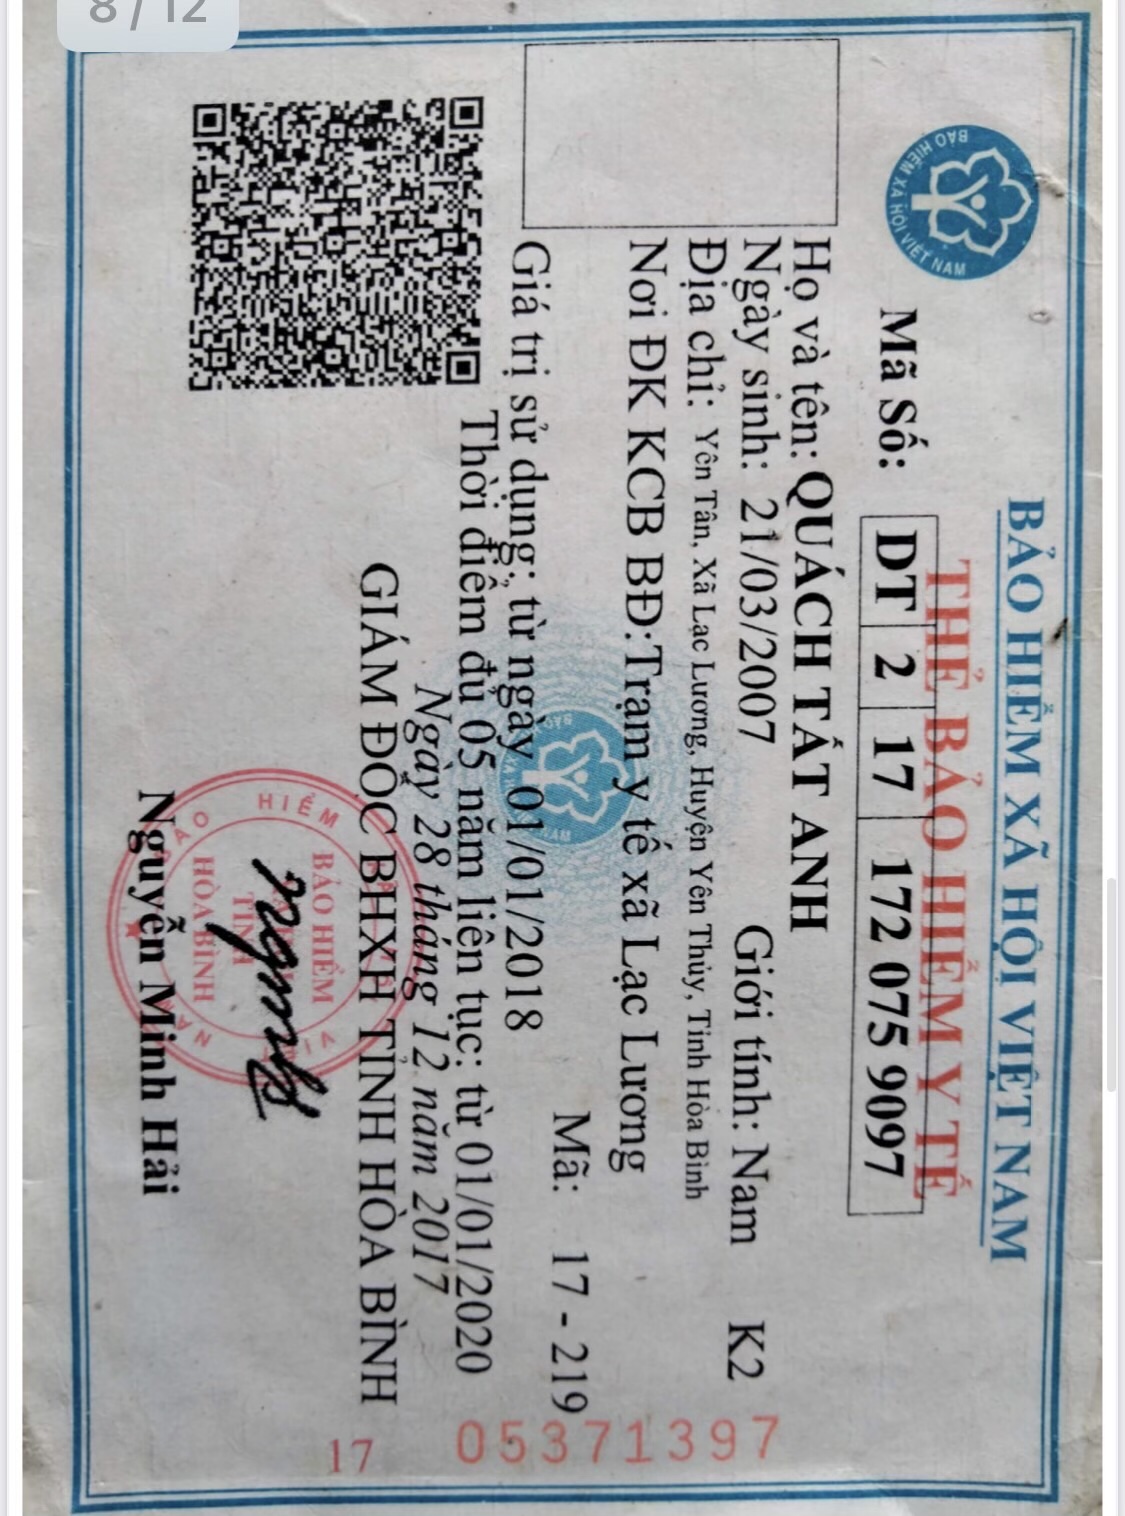 8 / 12
BẢO HIỂM XÃ HỘI VIỆT NAM
THẺ BẢO HIỂM Y TẾ
BẢO HIỂM XÃ HỘI VIỆT NAM
Mã Số: DT 2 17 172 075 9097
Họ và tên: QUÁCH TẤT ANH
Ngày sinh: 21/03/2007 Giới tính: Nam K2
Địa chỉ: Yên Tân, Xã Lạc Lương, Huyện Yên Thủy, Tỉnh Hòa Bình
Nơi ĐK KCB BĐ:Trạm y tế xã Lạc Lương
Mã: 17 - 219
Giá trị sử dụng: từ ngày 01/01/2018
Thời điểm đủ 05 năm liên tục: từ 01/01/2020
Ngày 28 tháng 12 năm 2017
GIÁM ĐỐC BHXH TỈNH HÒA BÌNH
BẢO HIỂM
TỈNH
HÒA BÌNH
Nguyễn Minh Hải
05371397
17